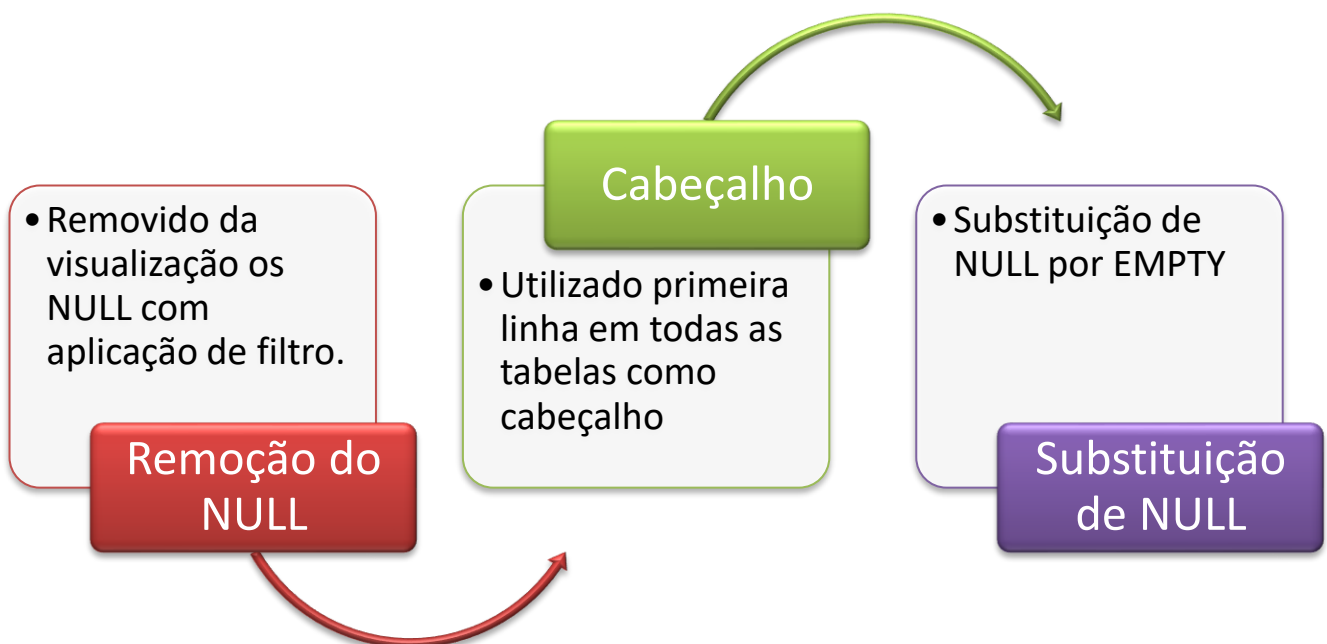 • Removido da
visualização os
NULL com
aplicação de filtro.
Remoção do
NULL
Cabeçalho
• Utilizado primeira
linha em todas as
tabelas como
cabeçalho
• Substituição de
NULL por EMPTY
Substituição
de NULL